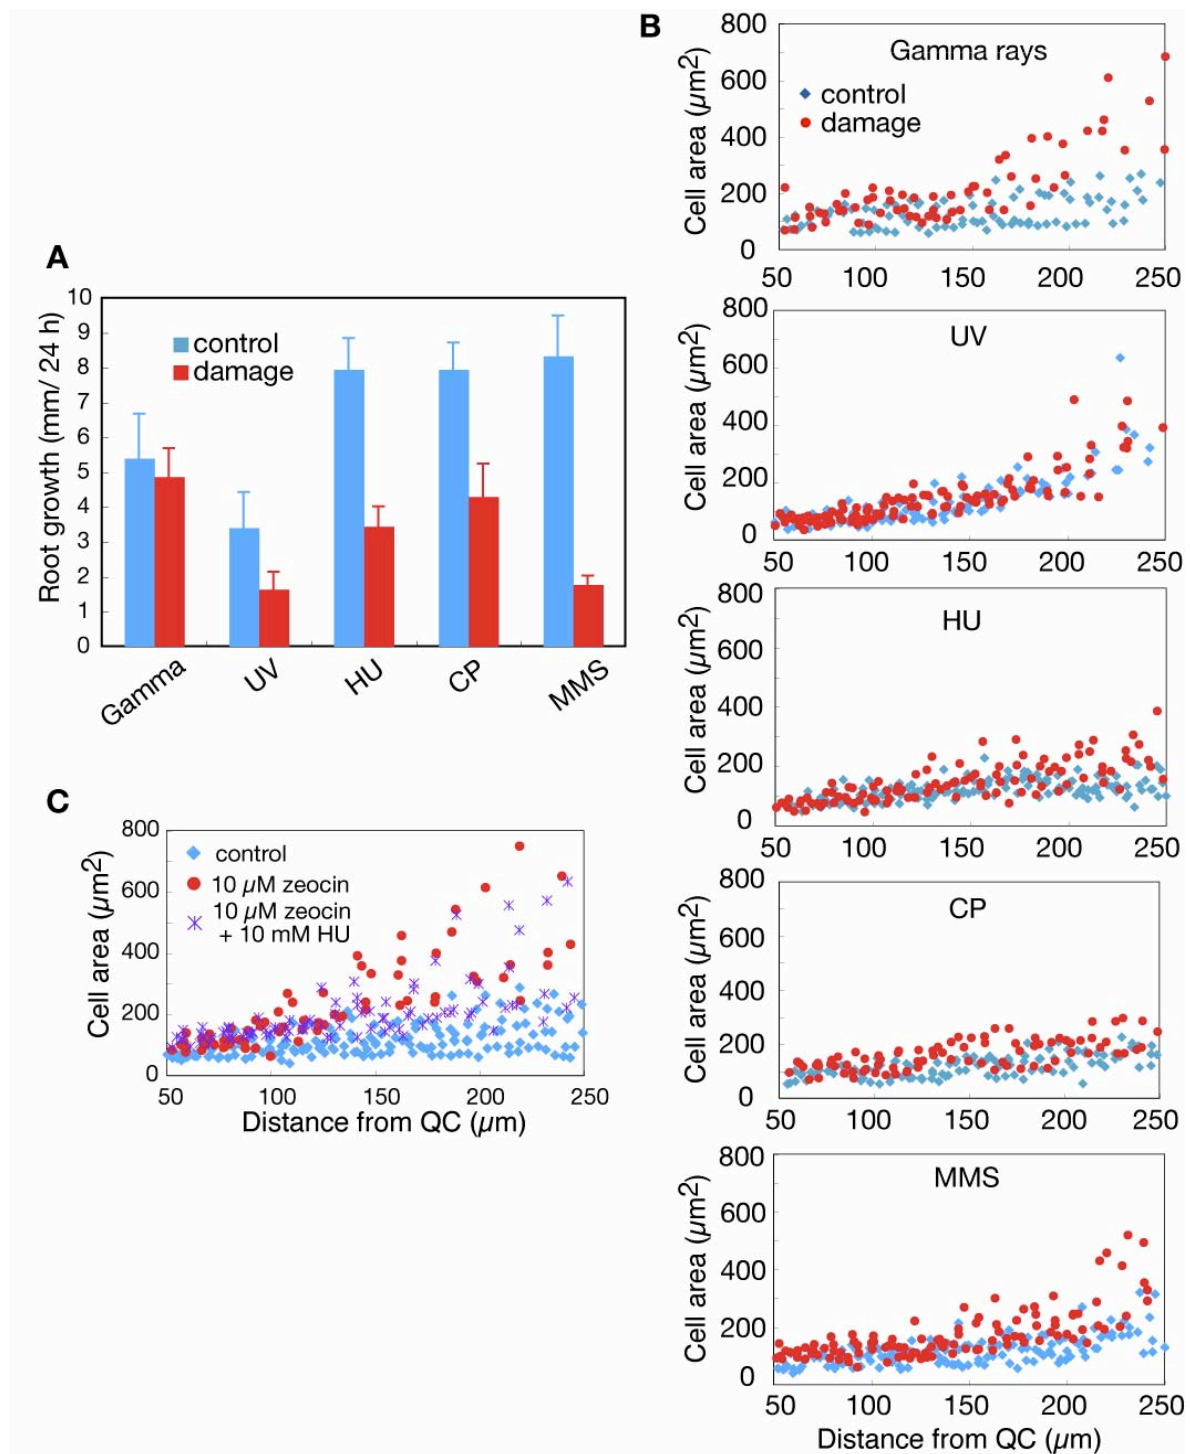 A
Root growth (mm/ 24 h)
10
9
8
7
6
5
4
3
2
1
0
control
damage
Gamma
UV
HU
CP
MMS
B
Gamma rays
control
damage
Cell area (µm2)
800
600
400
200
0
50 100 150 200 250
UV
Cell area (µm2)
800
600
400
200
0
50 100 150 200 250
HU
Cell area (µm2)
800
600
400
200
0
50 100 150 200 250
CP
Cell area (µm2)
800
600
400
200
0
50 100 150 200 250
MMS
Cell area (µm2)
800
600
400
200
0
50 100 150 200 250
Distance from QC (µm)
C
control
10 µM zeocin
10 µM zeocin
+ 10 mM HU
Cell area (µm2)
800
600
400
200
0
50 100 150 200 250
Distance from QC (µm)